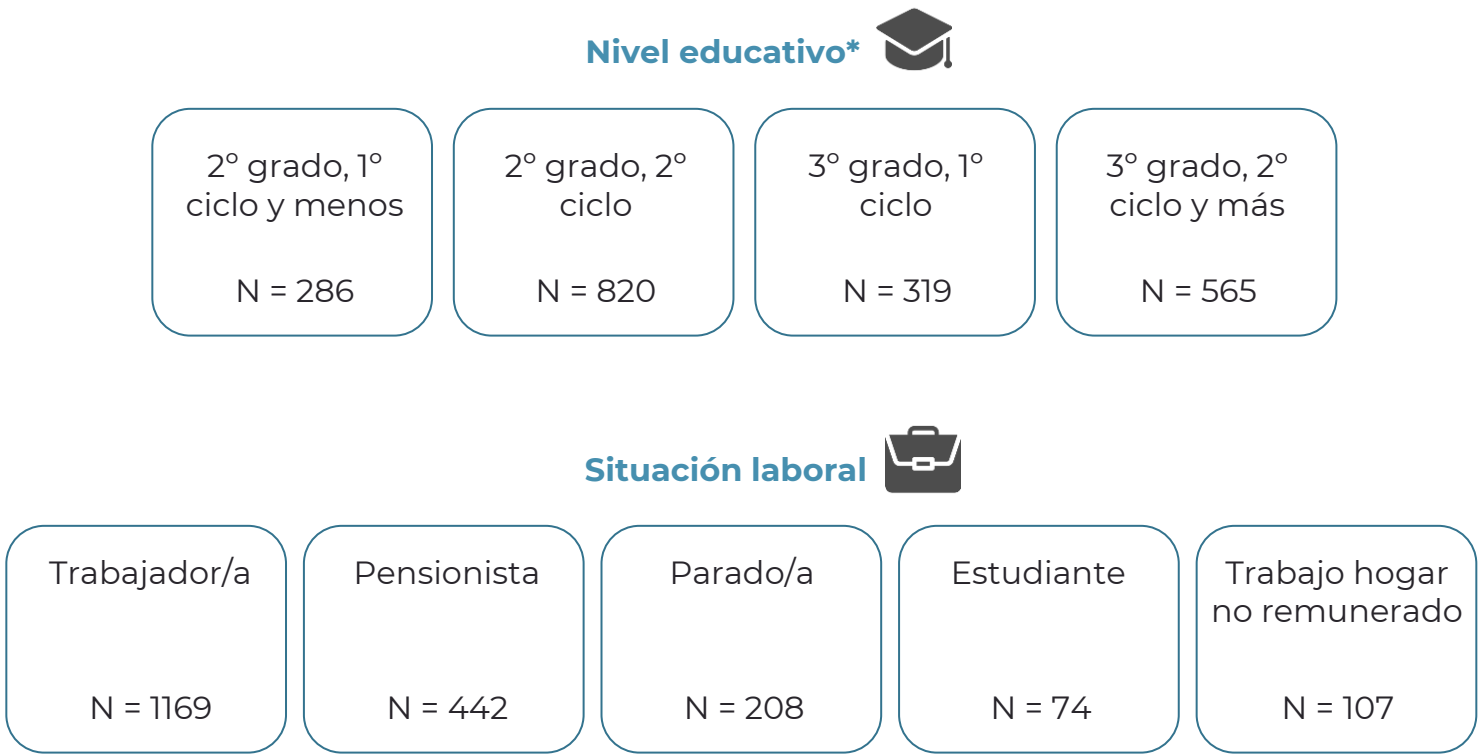 Nivel educativo*
2º grado, 1º
ciclo y menos
N = 286
2º grado, 2º
ciclo
N = 820
3º grado, 1º
ciclo
N = 319
3º grado, 2º
ciclo y más
N = 565
Situación laboral
Trabajador/a
N = 1169
Pensionista
N = 442
Parado/a
N = 208
Estudiante
N = 74
Trabajo hogar
no remunerado
N = 107